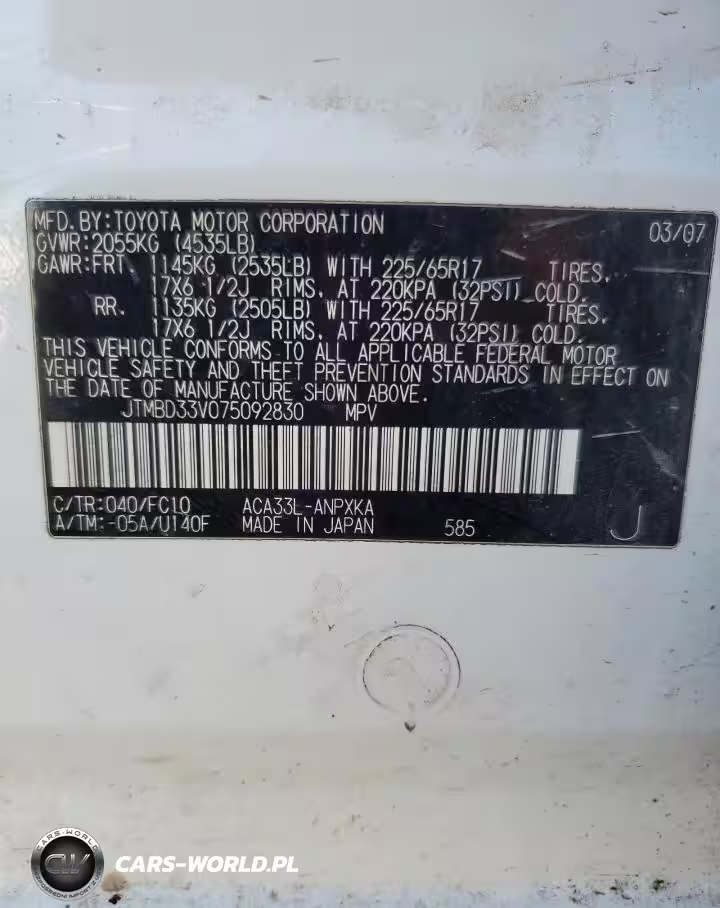 MFD. BY: TOYOTA MOTOR CORPORATION 03/07
GVWR: 2055KG (4535LB)
GAWR: FRT. 1145KG (2535LB) WITH 225/65R17 TIRES,
17X6 1/2J RIMS, AT 220KPA (32PSI) COLD.
RR. 1135KG (2505LB) WITH 225/65R17 TIRES,
17X6 1/2J RIMS, AT 220KPA (32PSI) COLD.
THIS VEHICLE CONFORMS TO ALL APPLICABLE FEDERAL MOTOR
VEHICLE SAFETY AND THEFT PREVENTION STANDARDS IN EFFECT ON
THE DATE OF MANUFACTURE SHOWN ABOVE.
JTMBD33V075092830 MPV
C/TR: 040/FC10 ACA33L-ANPXKA
A/TM: -05A/U140F MADE IN JAPAN 585 J
CARS-WORLD
CW
CARS-WORLD.PL